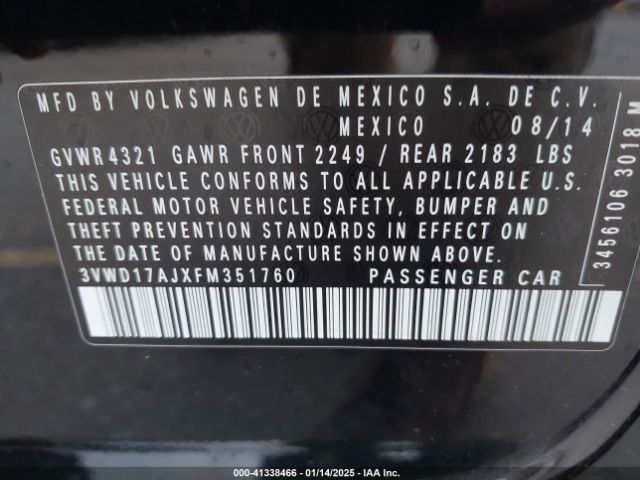 MFD BY VOLKSWAGEN DE MEXICO S.A. DE C.V.
MEXICO 08/14
GVWR 4321 GAWR FRONT 2249 / REAR 2183 LBS
THIS VEHICLE CONFORMS TO ALL APPLICABLE U.S.
FEDERAL MOTOR VEHICLE SAFETY, BUMPER AND
THEFT PREVENTION STANDARDS IN EFFECT ON
THE DATE OF MANUFACTURE SHOWN ABOVE.
3VWD17AJXFM351760 PASSENGER CAR
3456106 3018 M
000-41338466 - 01/14/2025 - IAA Inc.